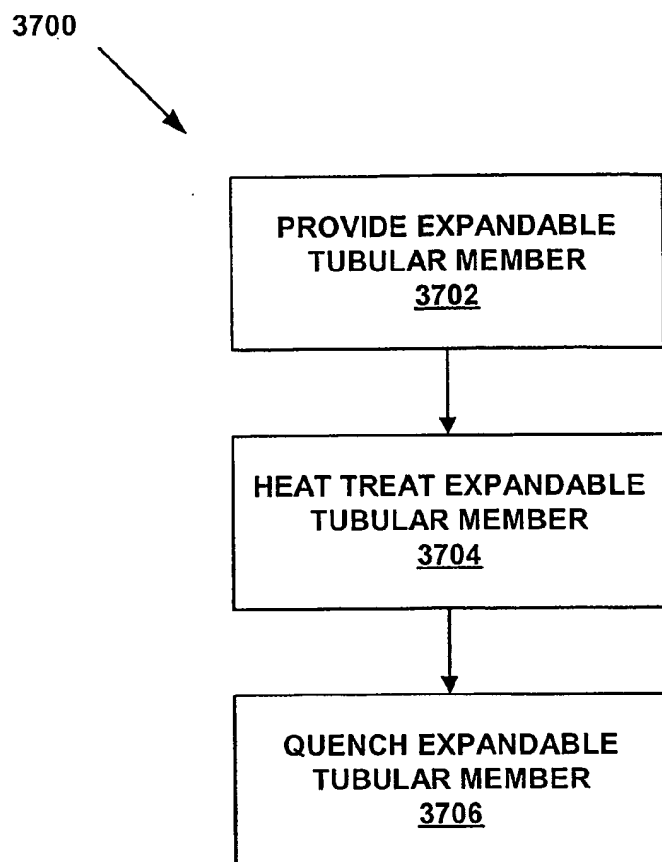 3700
PROVIDE EXPANDABLE
TUBULAR MEMBER
3702
HEAT TREAT EXPANDABLE
TUBULAR MEMBER
3704
QUENCH EXPANDABLE
TUBULAR MEMBER
3706